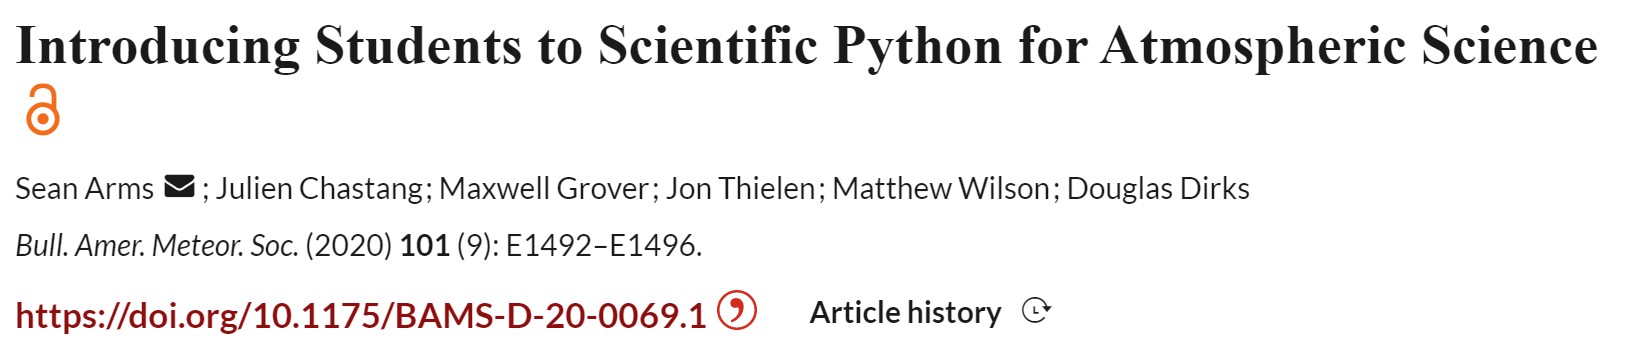 Introducing Students to Scientific Python for Atmospheric Science
Sean Arms ; Julien Chastang; Maxwell Grover; Jon Thielen; Matthew Wilson; Douglas Dirks
Bull. Amer. Meteor. Soc. (2020) 101 (9): E1492–E1496.
https://doi.org/10.1175/BAMS-D-20-0069.1 Article history